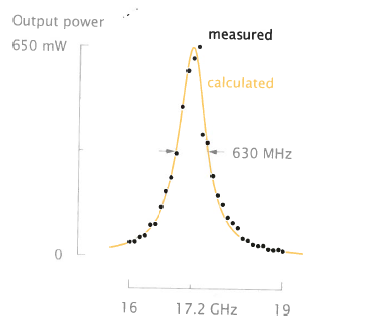 Output power
650 mW
measured
calculated
630 MHz
0
16
17.2 GHz
19